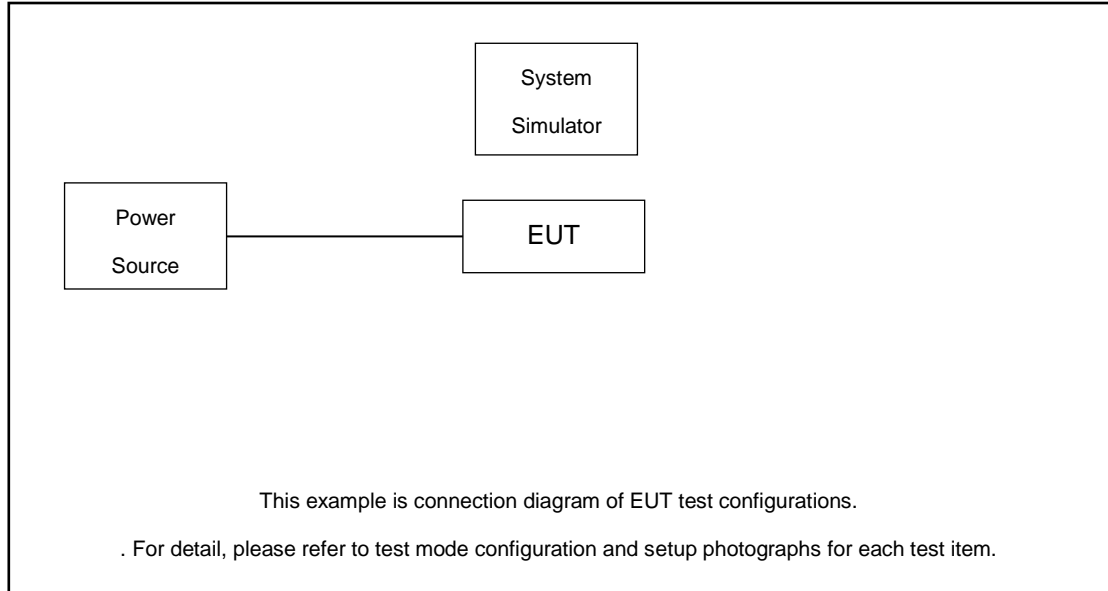 System
Simulator
Power
Source
EUT
This example is connection diagram of EUT test configurations.
. For detail, please refer to test mode configuration and setup photographs for each test item.